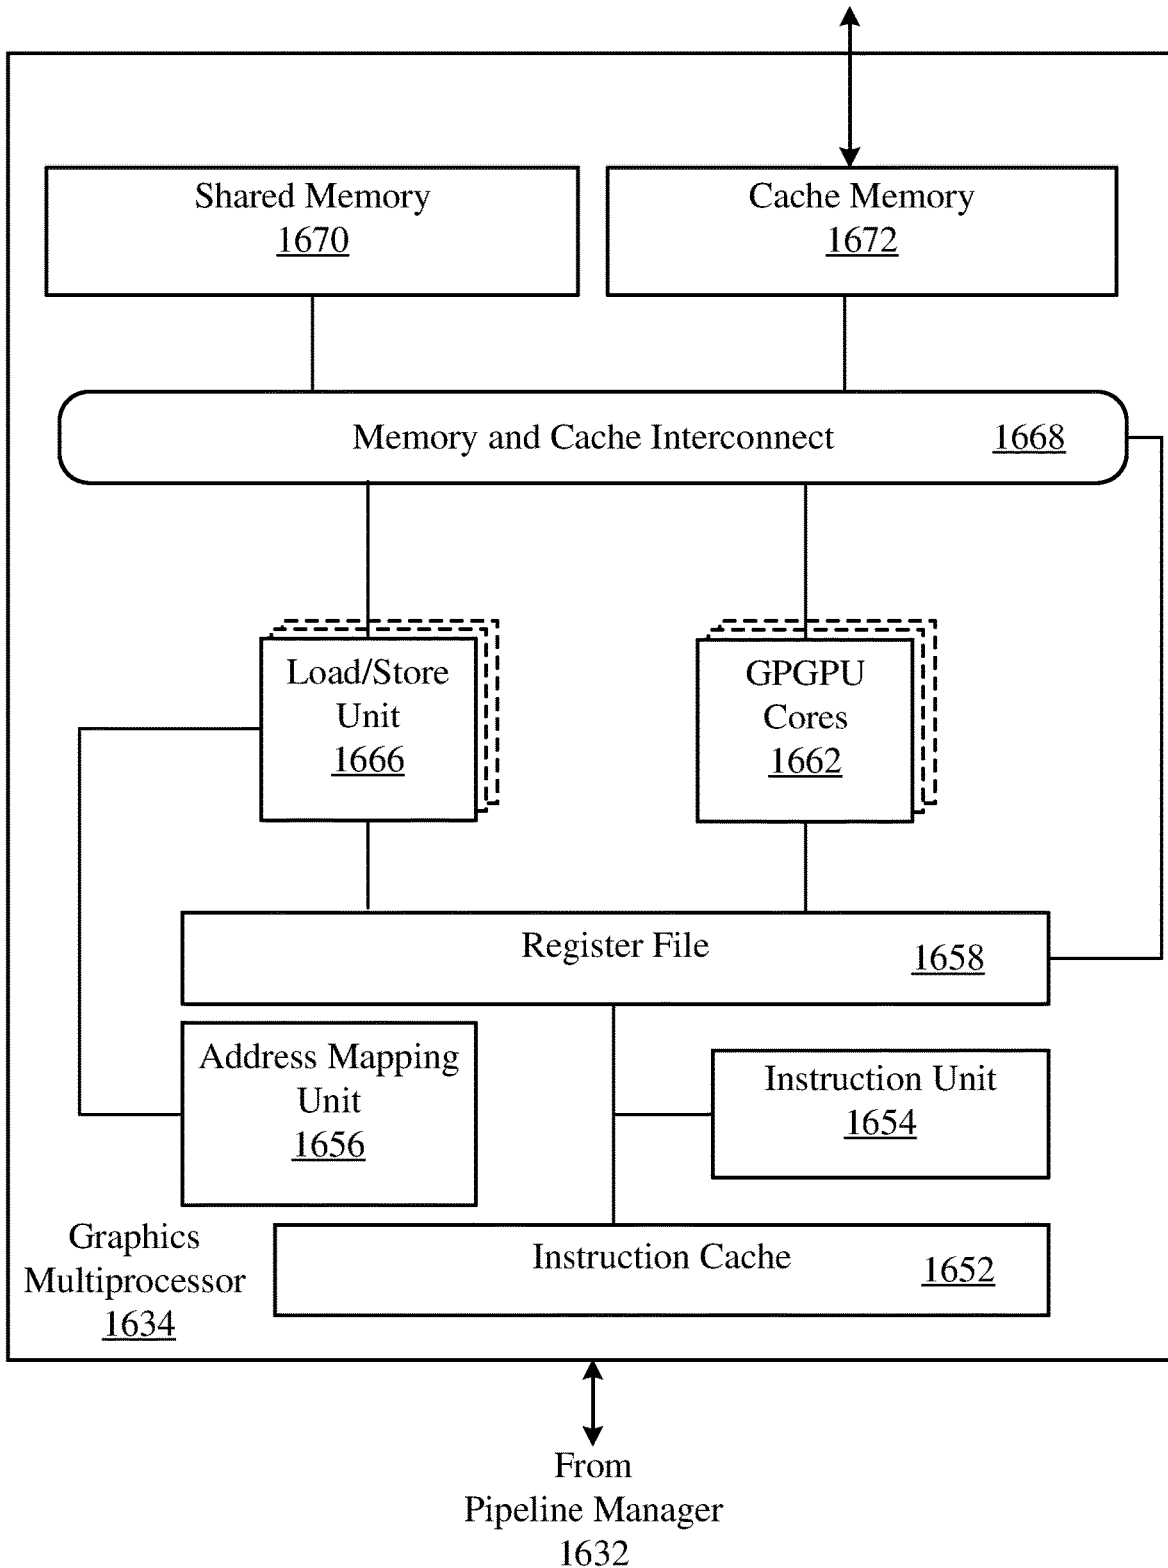 Shared Memory
1670
Cache Memory
1672
Memory and Cache Interconnect
1668
Load/Store
Unit
1666
GPGPU
Cores
1662
Register File
1658
Address Mapping
Unit
1656
Instruction Unit
1654
Graphics
Multiprocessor
1634
Instruction Cache
1652
From
Pipeline Manager
1632